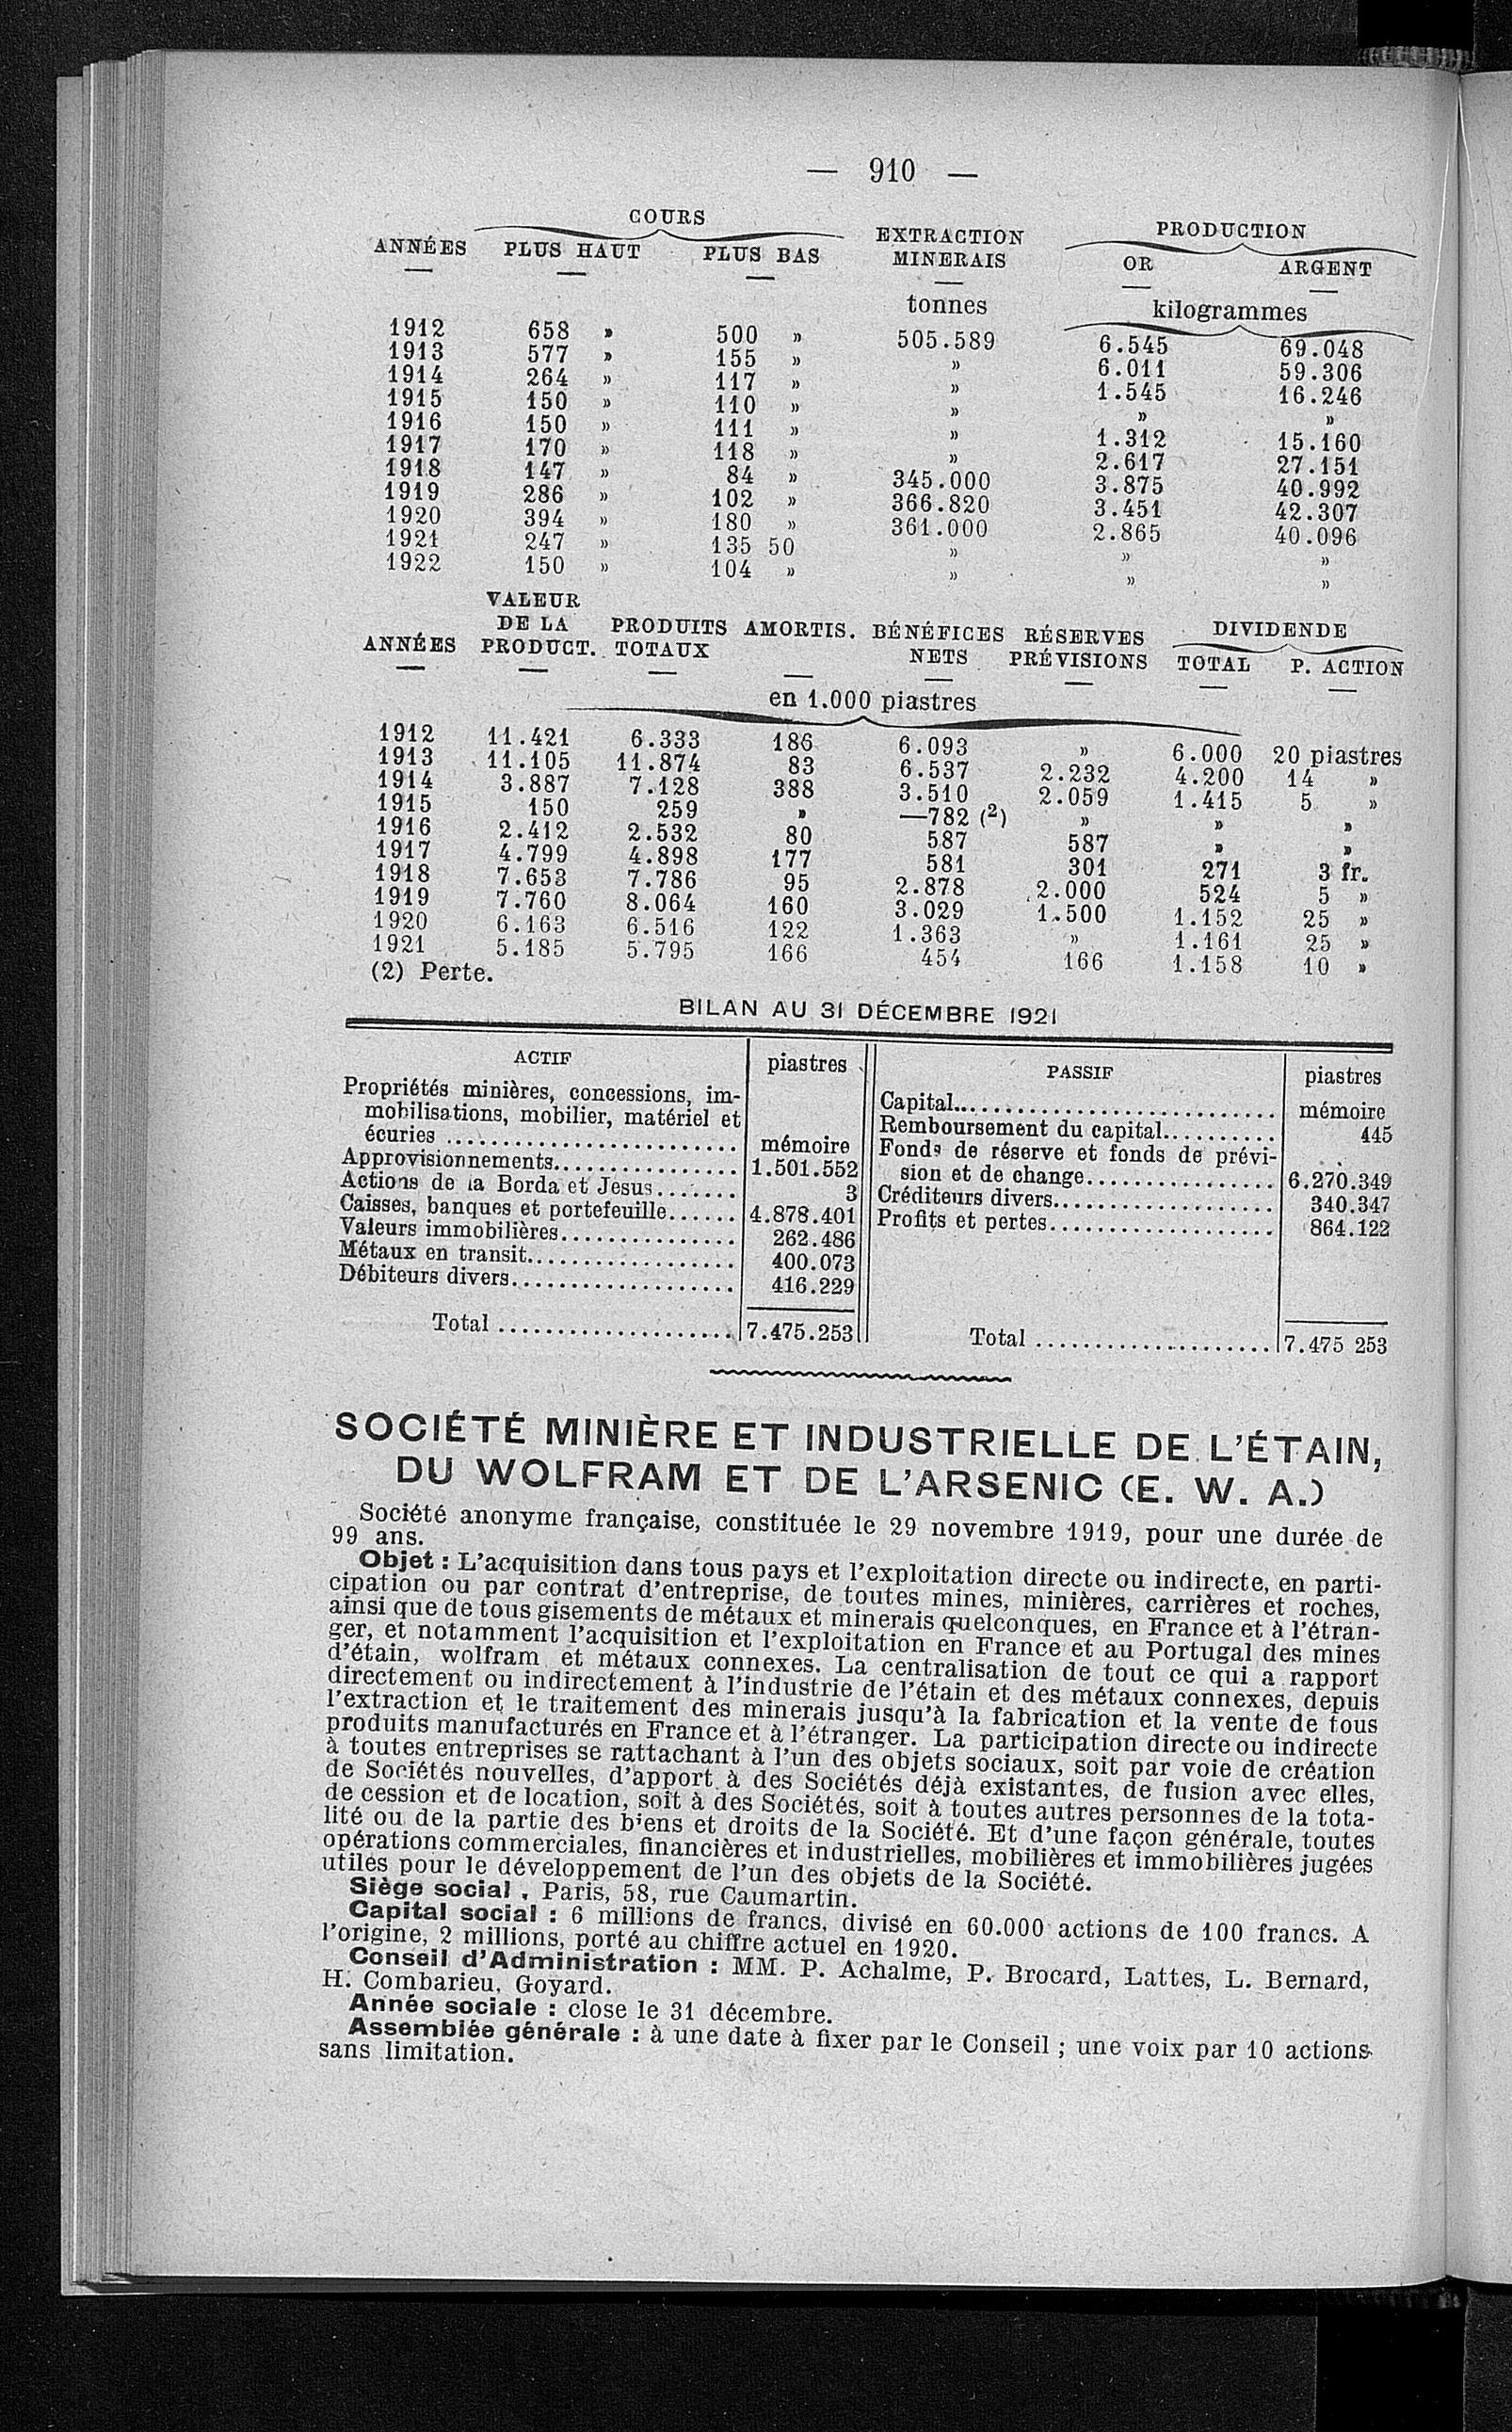 — 910 —
COURS
PRODUCTION
ANNÉES PLUS HAUT PLUS BAS EXTRACTION MINERAIS OR ARGENT
tonnes kilogrammes
1912 658 » 500 » 505.589 6.545 69.048
1913 577 » 155 » » 6.011 59.306
1914 264 » 117 » » 1.545 16.246
1915 150 » 110 » » » »
1916 150 » 111 » » 1.312 15.160
1917 170 » 118 » » 2.617 27.151
1918 147 » 84 » 345.000 3.875 40.992
1919 286 » 102 » 366.820 3.451 42.307
1920 394 » 180 » 361.000 2.865 40.096
1921 247 » 135 50 » » »
1922 150 » 104 » » » »
ANNÉES VALEUR DE LA PRODUCT. PRODUITS TOTAUX AMORTIS. BÉNÉFICES NETS RÉSERVES PRÉVISIONS DIVIDENDE TOTAL P. ACTION
en 1.000 piastres
1912 11.421 6.333 186 6.093 » 6.000 20 piastres
1913 11.105 11.874 83 6.537 2.232 4.200 14 »
1914 3.887 7.128 388 3.510 2.059 1.415 5 »
1915 150 259 » —782 (2) » » »
1916 2.412 2.532 80 587 587 » »
1917 4.799 4.898 177 581 301 271 3 fr.
1918 7.653 7.786 95 2.878 2.000 524 5 »
1919 7.760 8.064 160 3.029 1.500 1.152 25 »
1920 6.163 6.516 122 1.363 » 1.161 25 »
1921 5.185 5.795 166 454 166 1.158 10 »
(2) Perte.
BILAN AU 31 DÉCEMBRE 1921
ACTIF piastres
Propriétés minières, concessions, im-
mobilisations, mobilier, matériel et
écuries ........................ mémoire
Approvisionnements................ 1.501.552
Actions de la Borda et Jesus....... 3
Caisses, banques et portefeuille...... 4.878.401
Valeurs immobilières............... 262.486
Métaux en transit.................. 400.073
Débiteurs divers................... 416.229
Total .................... 7.475.253
PASSIF piastres
Capital........................... mémoire
Remboursement du capital.......... 445
Fonds de réserve et fonds de prévi-
sion et de change................ 6.270.349
Créditeurs divers................... 340.347
Profits et pertes................... 864.122
Total .................... 7.475 253
SOCIÉTÉ MINIÈRE ET INDUSTRIELLE DE L'ÉTAIN,
DU WOLFRAM ET DE L'ARSENIC (E. W. A.)
Société anonyme française, constituée le 29 novembre 1919, pour une durée de
99 ans.
Objet : L'acquisition dans tous pays et l'exploitation directe ou indirecte, en parti-
cipation ou par contrat d'entreprise, de toutes mines, minières, carrières et roches,
ainsi que de tous gisements de métaux et minerais quelconques, en France et à l'étran-
ger, et notamment l'acquisition et l'exploitation en France et au Portugal des mines
d'étain, wolfram et métaux connexes. La centralisation de tout ce qui a rapport
directement ou indirectement à l'industrie de l'étain et des métaux connexes, depuis
l'extraction et le traitement des minerais jusqu'à la fabrication et la vente de tous
produits manufacturés en France et à l'étranger. La participation directe ou indirecte
à toutes entreprises se rattachant à l'un des objets sociaux, soit par voie de création
de Sociétés nouvelles, d'apport à des Sociétés déjà existantes, de fusion avec elles,
de cession et de location, soit à des Sociétés, soit à toutes autres personnes de la tota-
lité ou de la partie des biens et droits de la Société. Et d'une façon générale, toutes
opérations commerciales, financières et industrielles, mobilières et immobilières jugées
utiles pour le développement de l'un des objets de la Société.
Siège social . Paris, 58, rue Caumartin.
Capital social : 6 millions de francs, divisé en 60.000 actions de 100 francs. A
l'origine, 2 millions, porté au chiffre actuel en 1920.
Conseil d'Administration : MM. P. Achalme, P. Brocard, Lattes, L. Bernard,
H. Combarieu, Goyard.
Année sociale : close le 31 décembre.
Assemblée générale : à une date à fixer par le Conseil ; une voix par 10 actions
sans limitation.